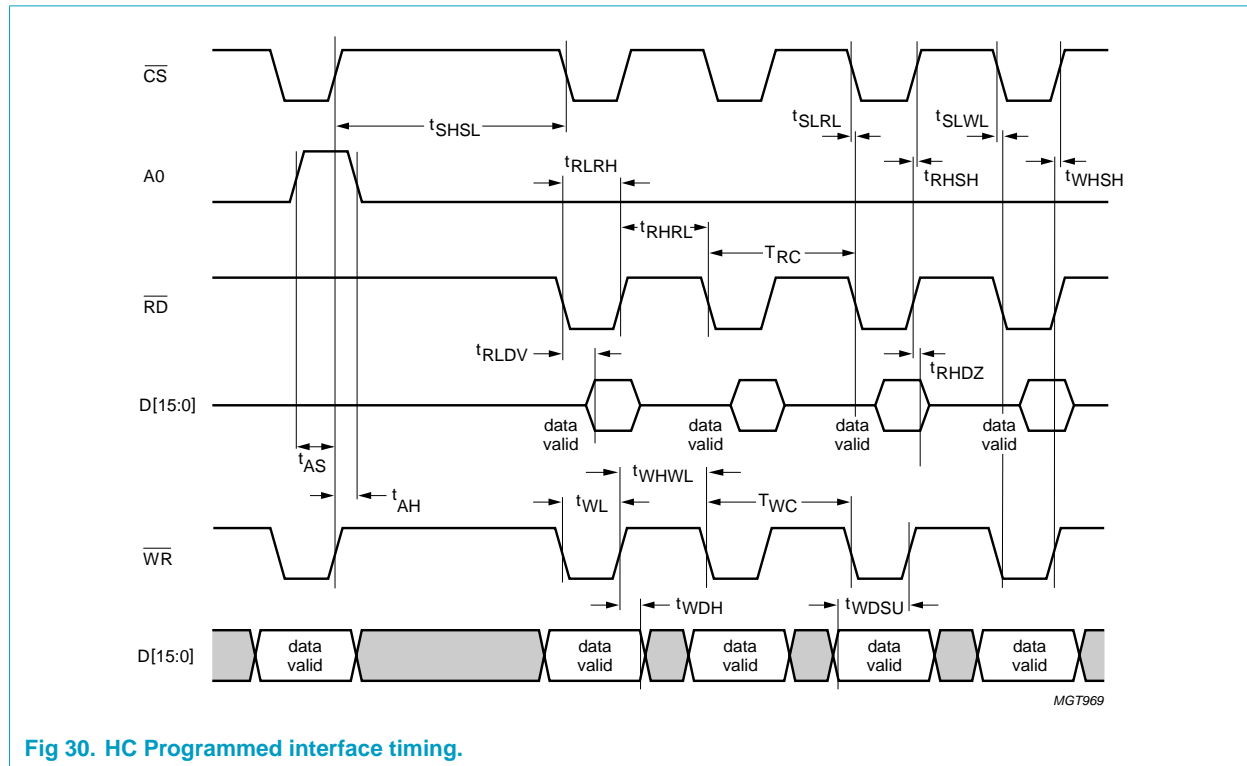 CS
tSHSL
tSLRL
tSLWL
A0
tRLRH
tRHSH
tWHSH
tRHRL
TRC
RD
tRLDV
tRHDZ
D[15:0]
data
valid
data
valid
data
valid
data
valid
tAS
tWHWL
tAH
tWL
TWC
WR
tWDH
tWDSU
D[15:0]
data
valid
data
valid
data
valid
data
valid
data
valid
MGT969
Fig 30. HC Programmed interface timing.